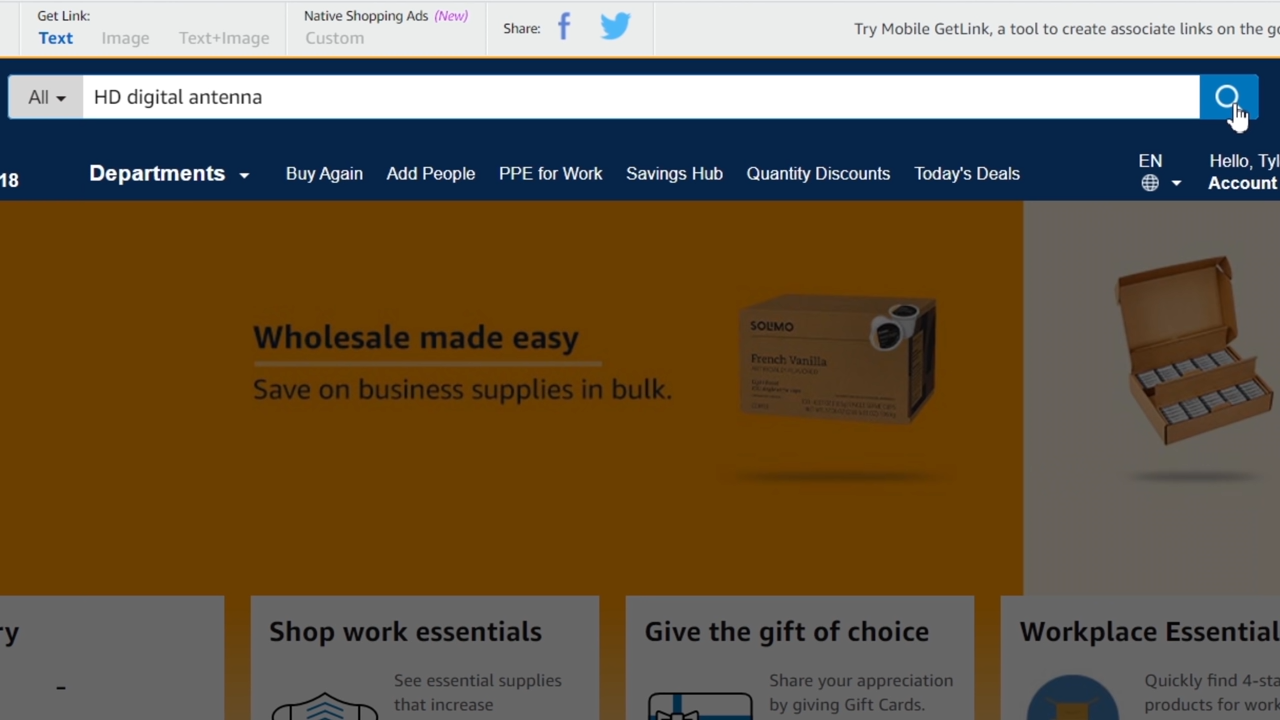 Get Link:
Text Image Text+Image
Native Shopping Ads (New)
Custom
Share:
Try Mobile GetLink, a tool to create associate links on the go
All
HD digital antenna
18
Departments
Buy Again Add People PPE for Work Savings Hub Quantity Discounts Today's Deals
EN
Hello, Tyl
Account
Wholesale made easy
Save on business supplies in bulk.
SOLIMO
French Vanilla
ry
Shop work essentials
See essential supplies
that increase
Give the gift of choice
Share your appreciation
by giving Gift Cards.
Workplace Essential
Quickly find 4-sta
products for work